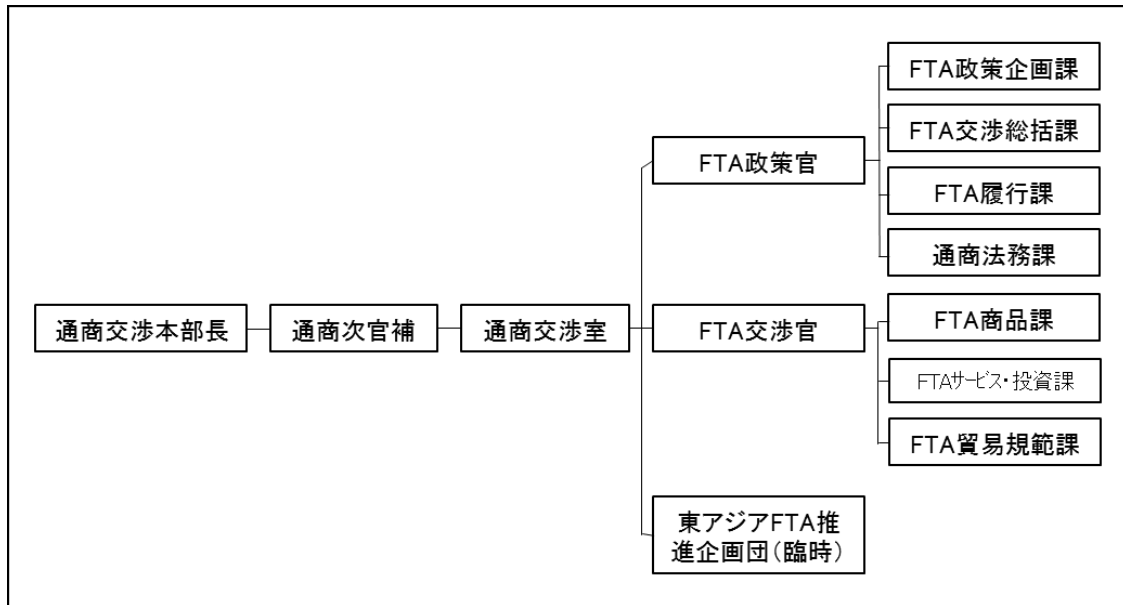 通商交渉本部長
通商次官補
通商交渉室
FTA政策官
FTA政策企画課
FTA交渉総括課
FTA履行課
通商法務課
FTA交渉官
FTA商品課
FTAサービス・投資課
FTA貿易規範課
東アジアFTA推
進企画団（臨時）